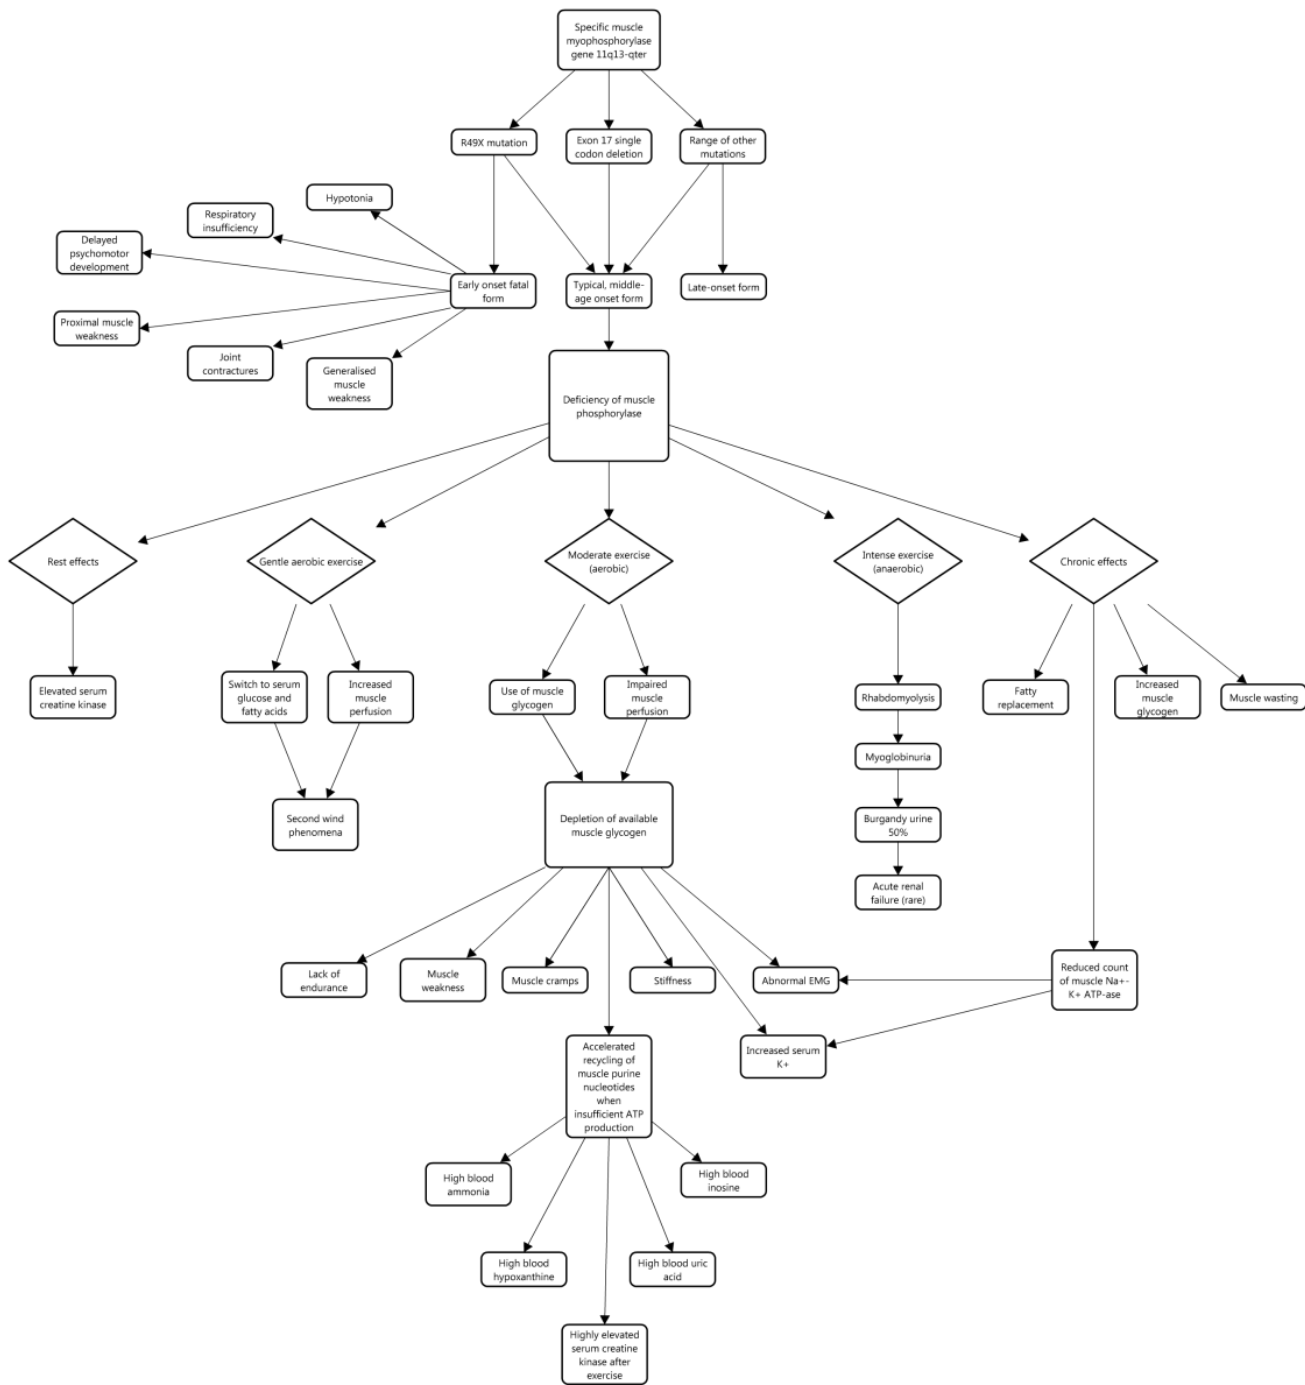 Specific muscle
myophosphorylase
gene 11q13-qter
R49X mutation
Exon 17 single
codon deletion
Range of other
mutations
Hypotonia
Respiratory
insufficiency
Delayed
psychomotor
development
Early onset fatal
form
Typical, middle-
age onset form
Late-onset form
Proximal muscle
weakness
Joint
contractures
Generalised
muscle
weakness
Deficiency of muscle
phosphorylase
Rest effects
Gentle aerobic exercise
Moderate exercise
(aerobic)
Intense exercise
(anaerobic)
Chronic effects
Elevated serum
creatine kinase
Switch to serum
glucose and
fatty acids
Increased
muscle
perfusion
Use of muscle
glycogen
Impaired
muscle
perfusion
Rhabdomyolysis
Fatty
replacement
Increased
muscle
glycogen
Muscle wasting
Myoglobinuria
Second wind
phenomena
Depletion of available
muscle glycogen
Burgandy urine
50%
Acute renal
failure (rare)
Lack of
endurance
Muscle
weakness
Muscle cramps
Stiffness
Abnormal EMG
Reduced count
of muscle Na+-
K+ ATP-ase
Increased serum
K+
Accelerated
recycling of
muscle purine
nucleotides
when
insufficient ATP
production
High blood
ammonia
High blood
inosine
High blood
hypoxanthine
High blood uric
acid
Highly elevated
serum creatine
kinase after
exercise